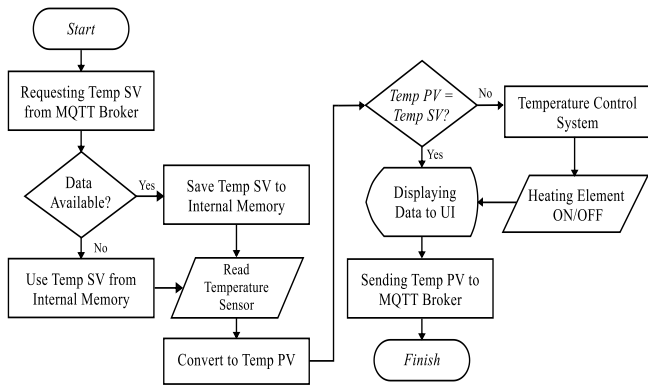 Start
Requesting Temp SV
from MQTT Broker
Data
Available?
Yes
No
Save Temp SV to
Internal Memory
Use Temp SV from
Internal Memory
Read
Temperature
Sensor
Convert to Temp PV
Temp PV =
Temp SV?
No
Yes
Temperature Control
System
Heating Element
ON/OFF
Displaying
Data to UI
Sending Temp PV to
MQTT Broker
Finish